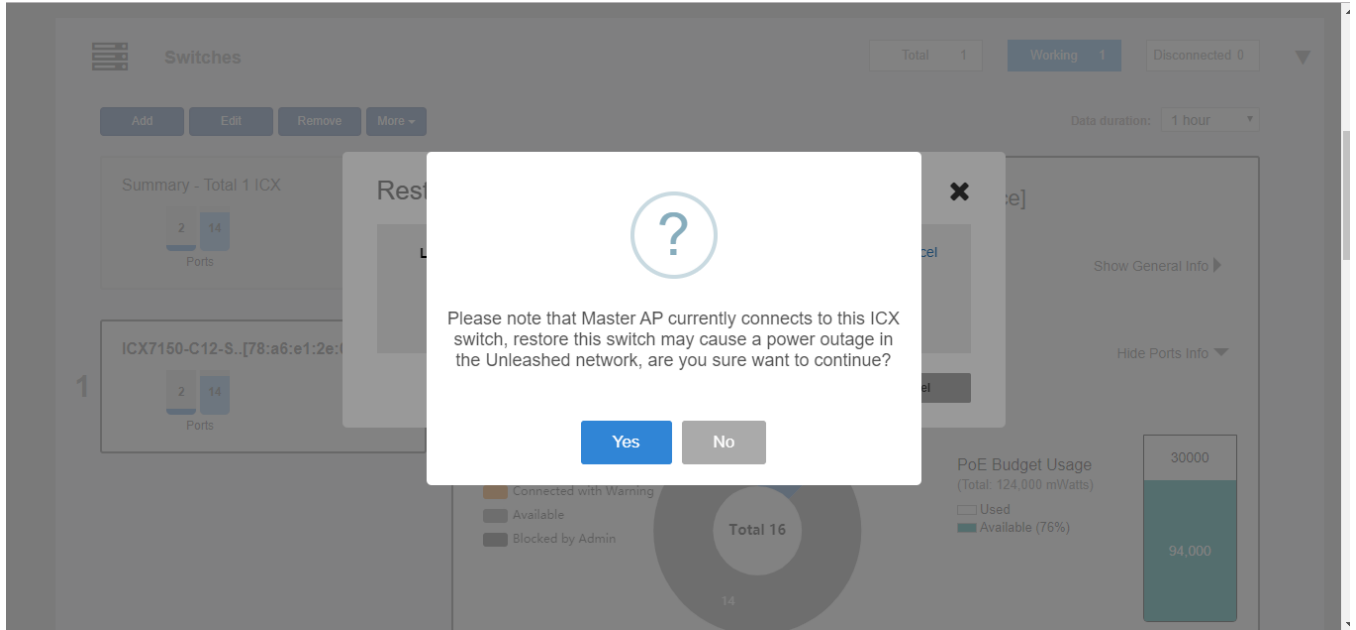 Switches
Total 1
Working 1
Disconnected 0
Add
Edit
Remove
More
Data duration: 1 hour
Summary - Total 1 ICX
2 14
Ports
Rest
cel
?
Please note that Master AP currently connects to this ICX
switch, restore this switch may cause a power outage in
the Unleashed network, are you sure want to continue?
Yes
No
e]
Show General Info
Hide Ports Info
1
ICX7150-C12-S..[78:a6:e1:2e:
2 14
Ports
el
Connected with Warning
Available
Blocked by Admin
Total 16
14
PoE Budget Usage
(Total: 124,000 mWatts)
Used
Available (76%)
30000
94,000